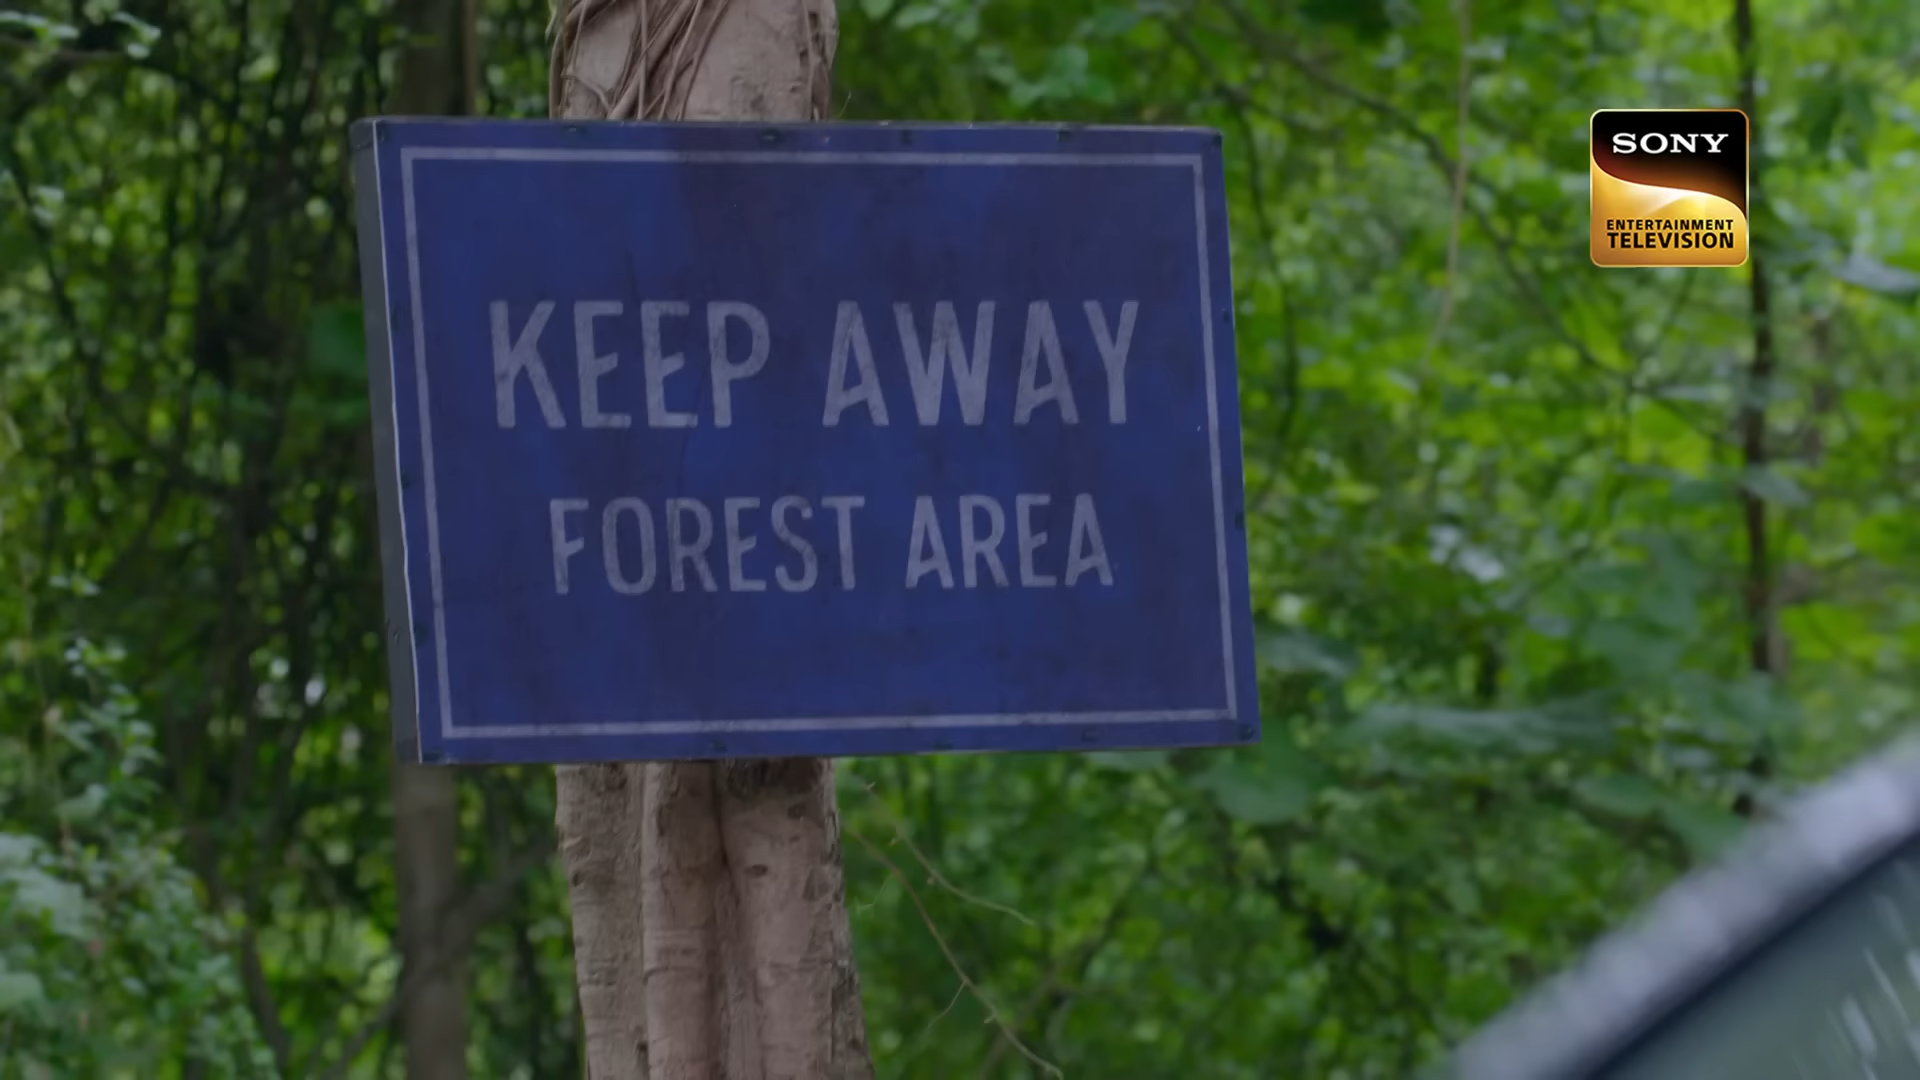 KEEP AWAY
FOREST AREA
SONY
ENTERTAINMENT
TELEVISION